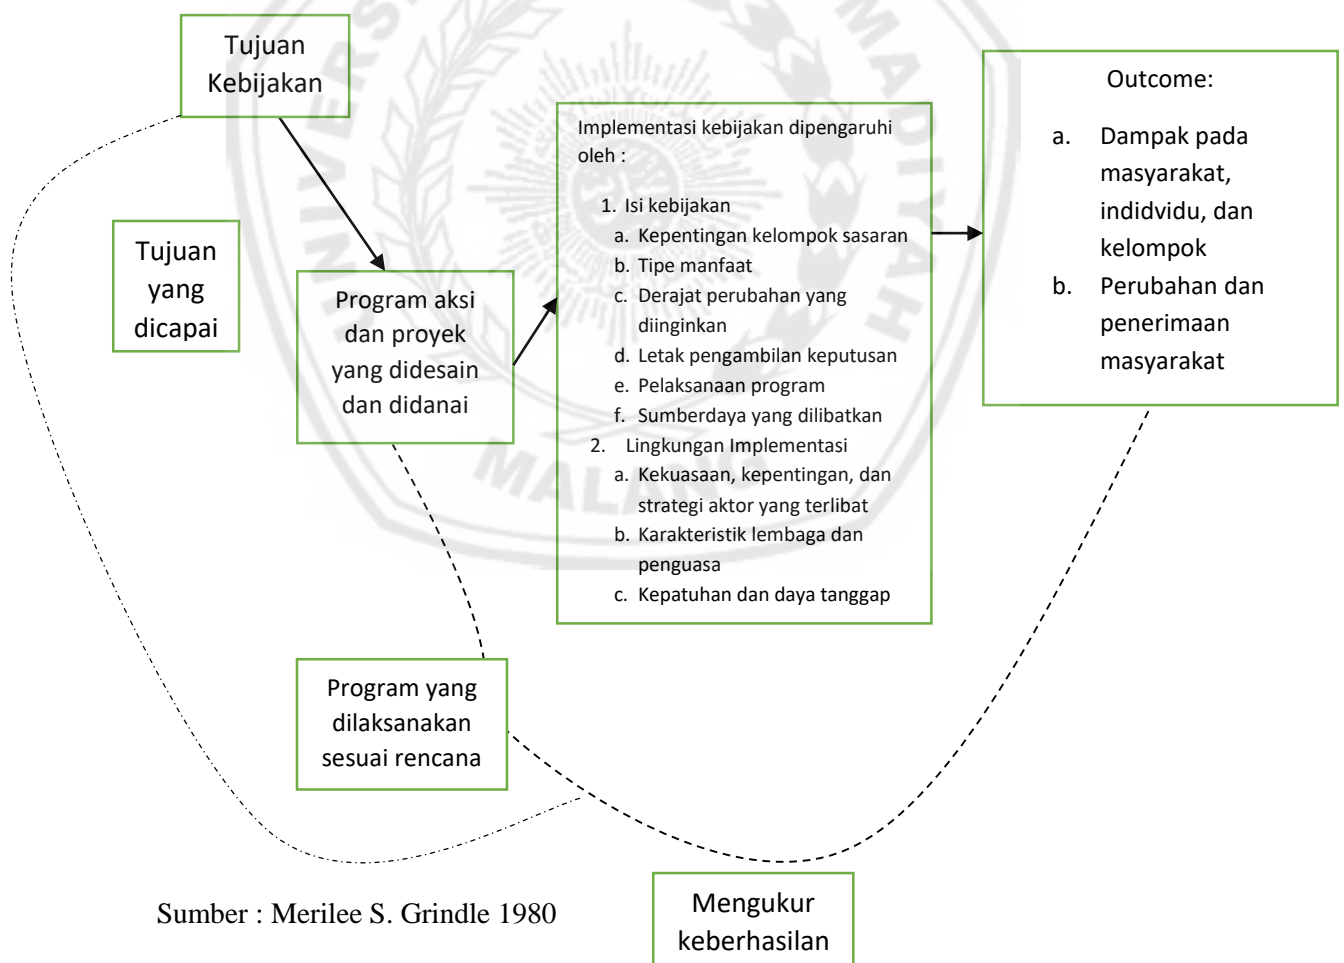 Tujuan
Kebijakan
Tujuan
yang
dicapai
Program aksi
dan proyek
yang didesain
dan didanai
Implementasi kebijakan dipengaruhi
oleh :
1. Isi kebijakan
a. Kepentingan kelompok sasaran
b. Tipe manfaat
c. Derajat perubahan yang
diinginkan
d. Letak pengambilan keputusan
e. Pelaksanaan program
f. Sumberdaya yang dilibatkan
2. Lingkungan Implementasi
a. Kekuasaan, kepentingan, dan
strategi aktor yang terlibat
b. Karakteristik lembaga dan
penguasa
c. Kepatuhan dan daya tanggap
Outcome:
a. Dampak pada
masyarakat,
indidvidu, dan
kelompok
b. Perubahan dan
penerimaan
masyarakat
Program yang
dilaksanakan
sesuai rencana
Mengukur
keberhasilan
Sumber : Merilee S. Grindle 1980
MALANG